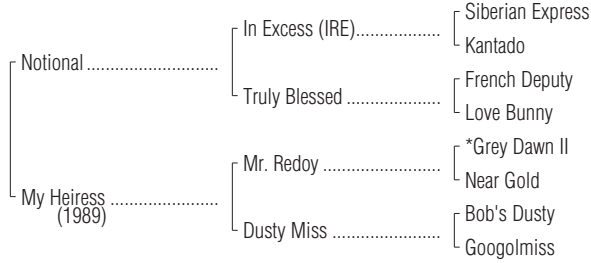 Siberian Express
In Excess (IRE)....................
Kantado
Notional ................................
French Deputy
Truly Blessed ......................
Love Bunny
*Grey Dawn II
Mr. Redoy ...........................
Near Gold
My Heiress ..........................
(1989)
Bob's Dusty
Dusty Miss ..........................
Googolmiss